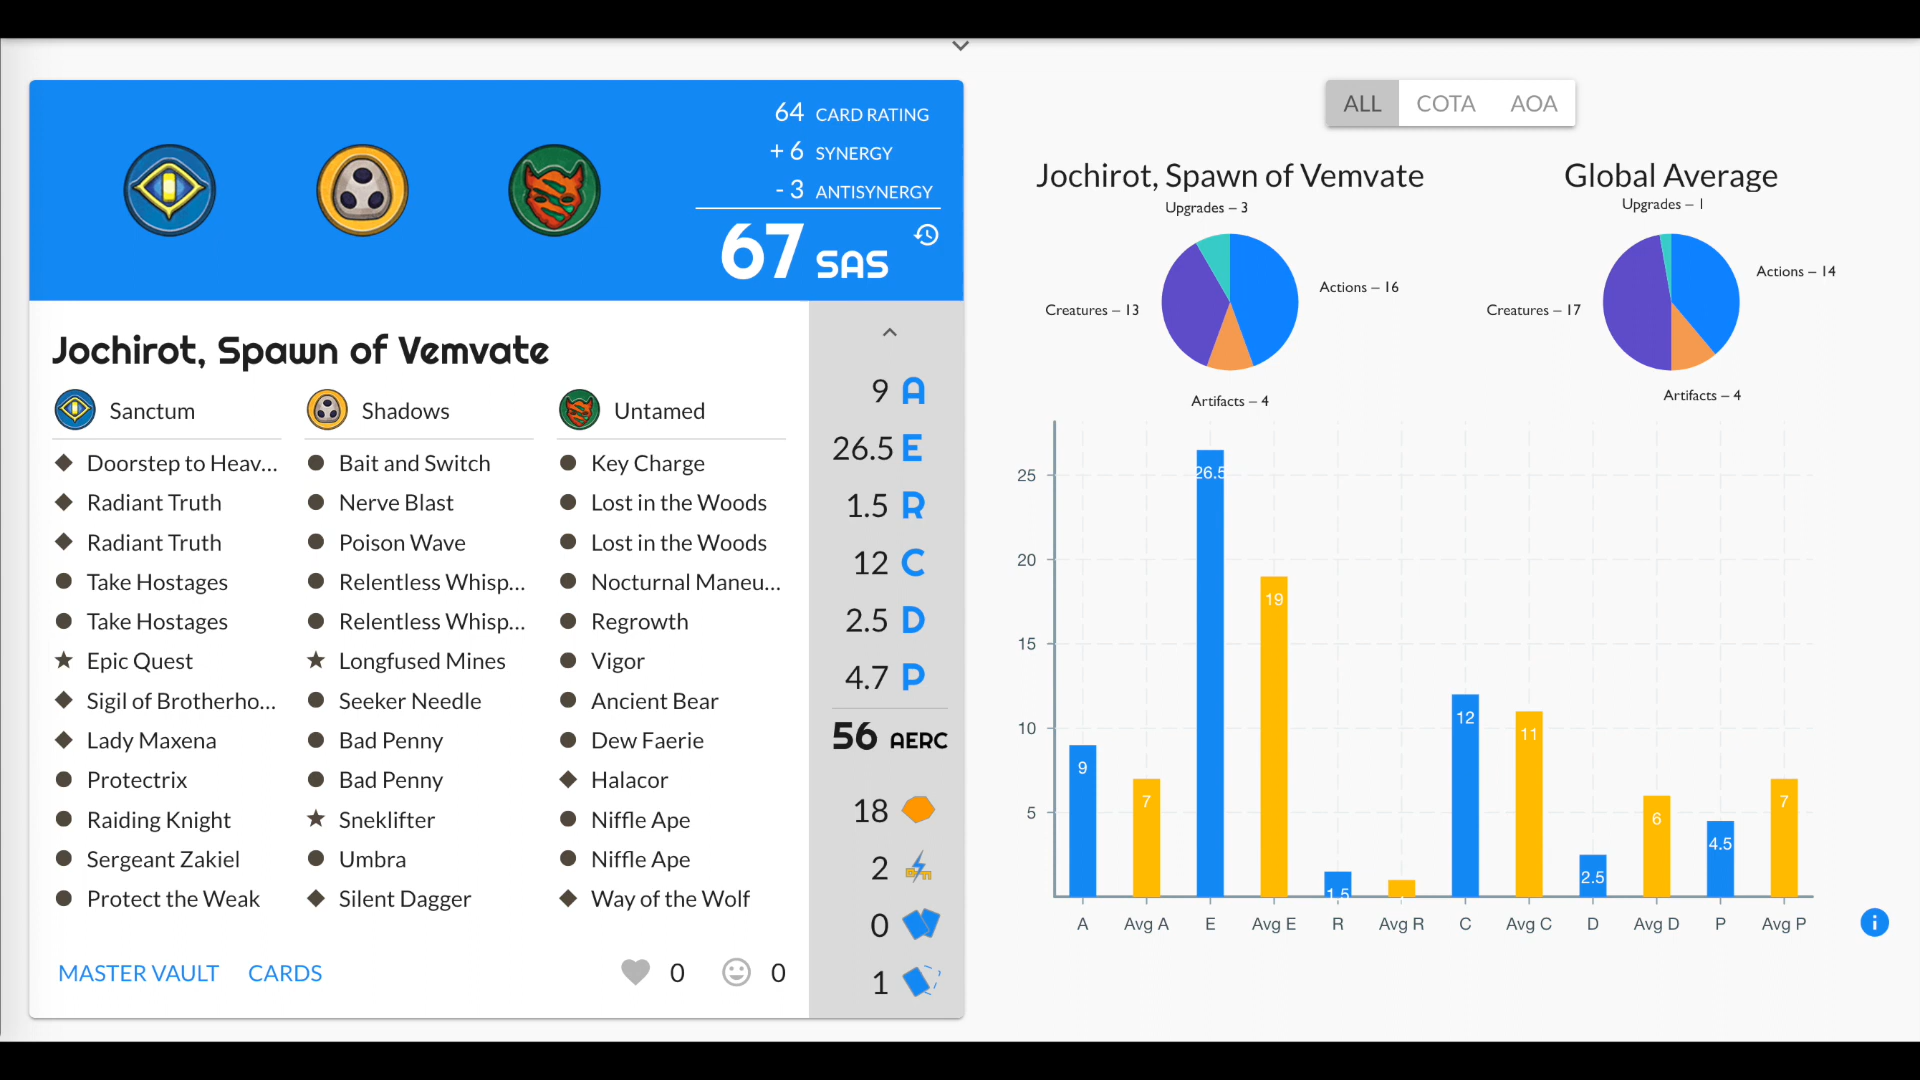 64 CARD RATING
+ 6 SYNERGY
- 3 ANTISYNERGY
67 SAS
Jochirot, Spawn of Vemvate
Sanctum
Doorstep to Heav...
Radiant Truth
Radiant Truth
Take Hostages
Take Hostages
Epic Quest
Sigil of Brotherho...
Lady Maxena
Protectrix
Raiding Knight
Sergeant Zakiel
Protect the Weak
Shadows
Bait and Switch
Nerve Blast
Poison Wave
Relentless Whisp...
Relentless Whisp...
Longfused Mines
Seeker Needle
Bad Penny
Bad Penny
Sneklifter
Umbra
Silent Dagger
Untamed
Key Charge
Lost in the Woods
Lost in the Woods
Nocturnal Maneu...
Regrowth
Vigor
Ancient Bear
Dew Faerie
Halacor
Niffle Ape
Niffle Ape
Way of the Wolf
MASTER VAULT CARDS 0 0
9 A
26.5 E
1.5 R
12 C
2.5 D
4.7 P
56 AERC
18
2
0
1
ALL COTA AOA
Jochirot, Spawn of Vemvate
Upgrades – 3
Actions – 16
Creatures – 13
Artifacts – 4
Global Average
Upgrades – 1
Actions – 14
Creatures – 17
Artifacts – 4
25
20
15
10
5
9
7
26.5
19
1.5
12
11
2.5
6
4.5
7
A Avg A E Avg E R Avg R C Avg C D Avg D P Avg P
i